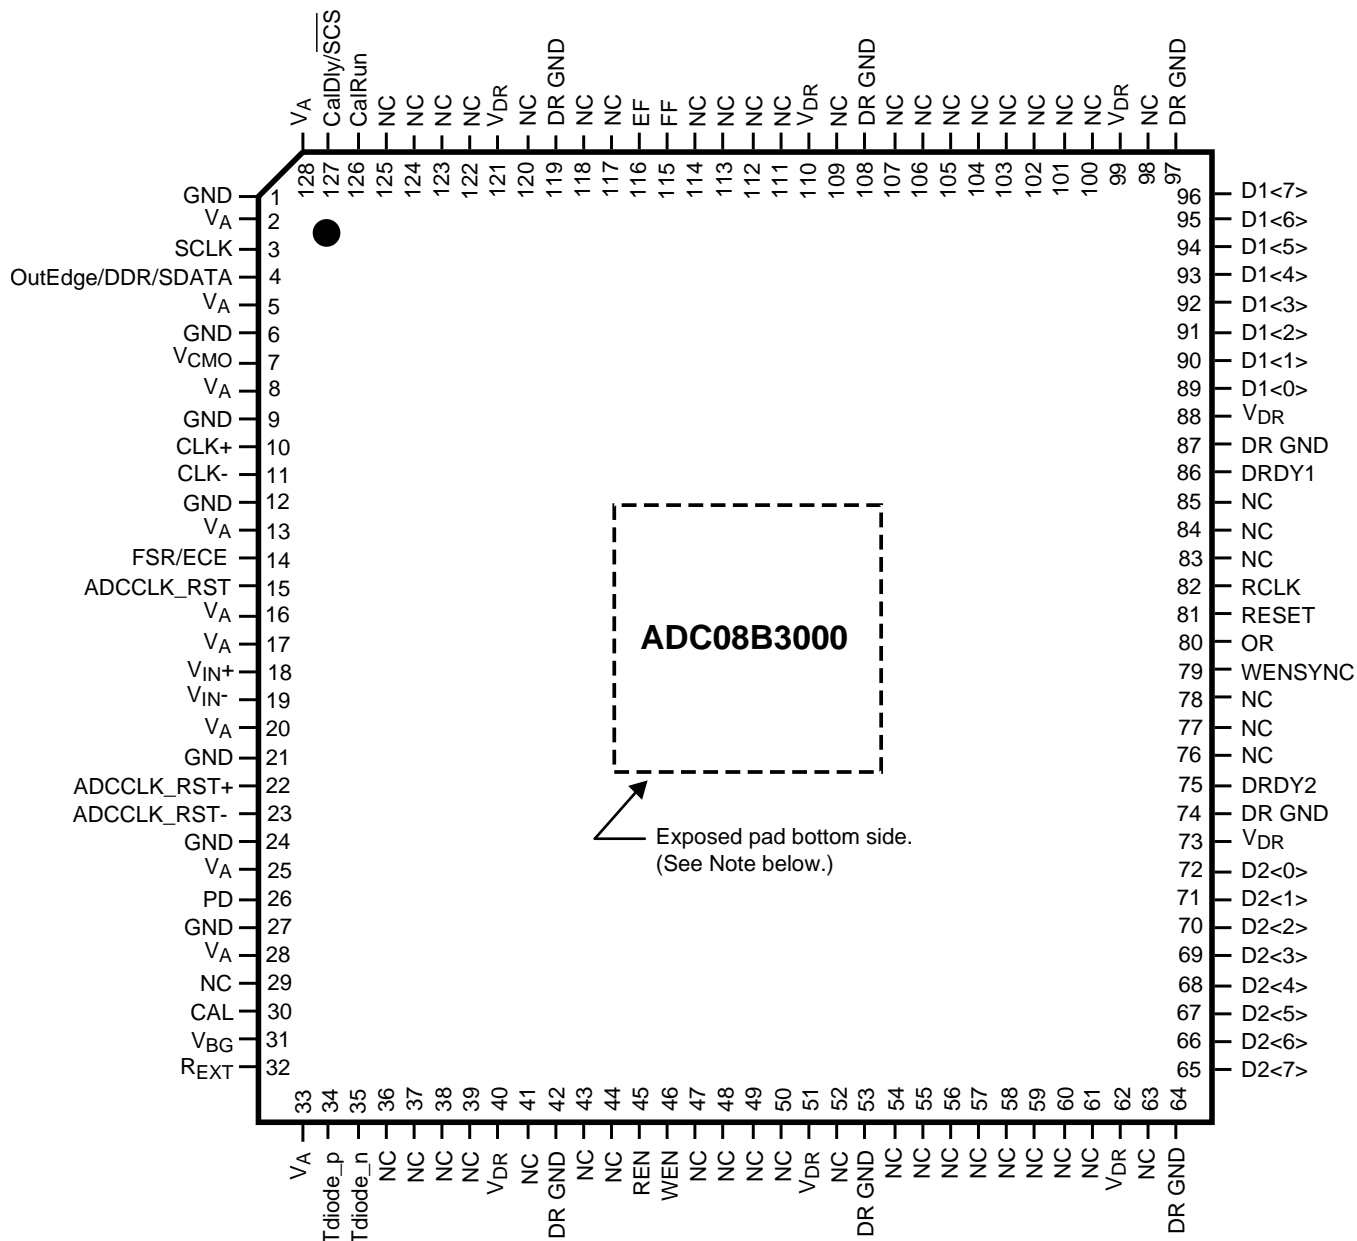 VA
CalDly/SCS
CalRun
NC
NC
NC
NC
VDR
NC
DR GND
NC
NC
EF
FF
NC
NC
NC
NC
VDR
NC
DR GND
NC
NC
NC
NC
NC
NC
NC
NC
VDR
NC
DR GND
128
127
126
125
124
123
122
121
120
119
118
117
116
115
114
113
112
111
110
109
108
107
106
105
104
103
102
101
100
99
98
97
GND 1
VA 2
SCLK 3
OutEdge/DDR/SDATA 4
VA 5
GND 6
VCMO 7
VA 8
GND 9
CLK+ 10
CLK- 11
GND 12
VA 13
FSR/ECE 14
ADCCLK_RST 15
VA 16
VA 17
VIN+ 18
VIN- 19
VA 20
GND 21
ADCCLK_RST+ 22
ADCCLK_RST- 23
GND 24
VA 25
PD 26
GND 27
VA 28
NC 29
CAL 30
VBG 31
REXT 32
ADC08B3000
Exposed pad bottom side.
(See Note below.)
96 D1<7>
95 D1<6>
94 D1<5>
93 D1<4>
92 D1<3>
91 D1<2>
90 D1<1>
89 D1<0>
88 VDR
87 DR GND
86 DRDY1
85 NC
84 NC
83 NC
82 RCLK
81 RESET
80 OR
79 WENSYNC
78 NC
77 NC
76 NC
75 DRDY2
74 DR GND
73 VDR
72 D2<0>
71 D2<1>
70 D2<2>
69 D2<3>
68 D2<4>
67 D2<5>
66 D2<6>
65 D2<7>
33
34
35
36
37
38
39
40
41
42
43
44
45
46
47
48
49
50
51
52
53
54
55
56
57
58
59
60
61
62
63
64
VA
Tdiode_p
Tdiode_n
NC
NC
NC
NC
VDR
NC
DR GND
NC
NC
REN
WEN
NC
NC
NC
NC
VDR
NC
DR GND
NC
NC
NC
NC
NC
NC
NC
NC
VDR
NC
DR GND